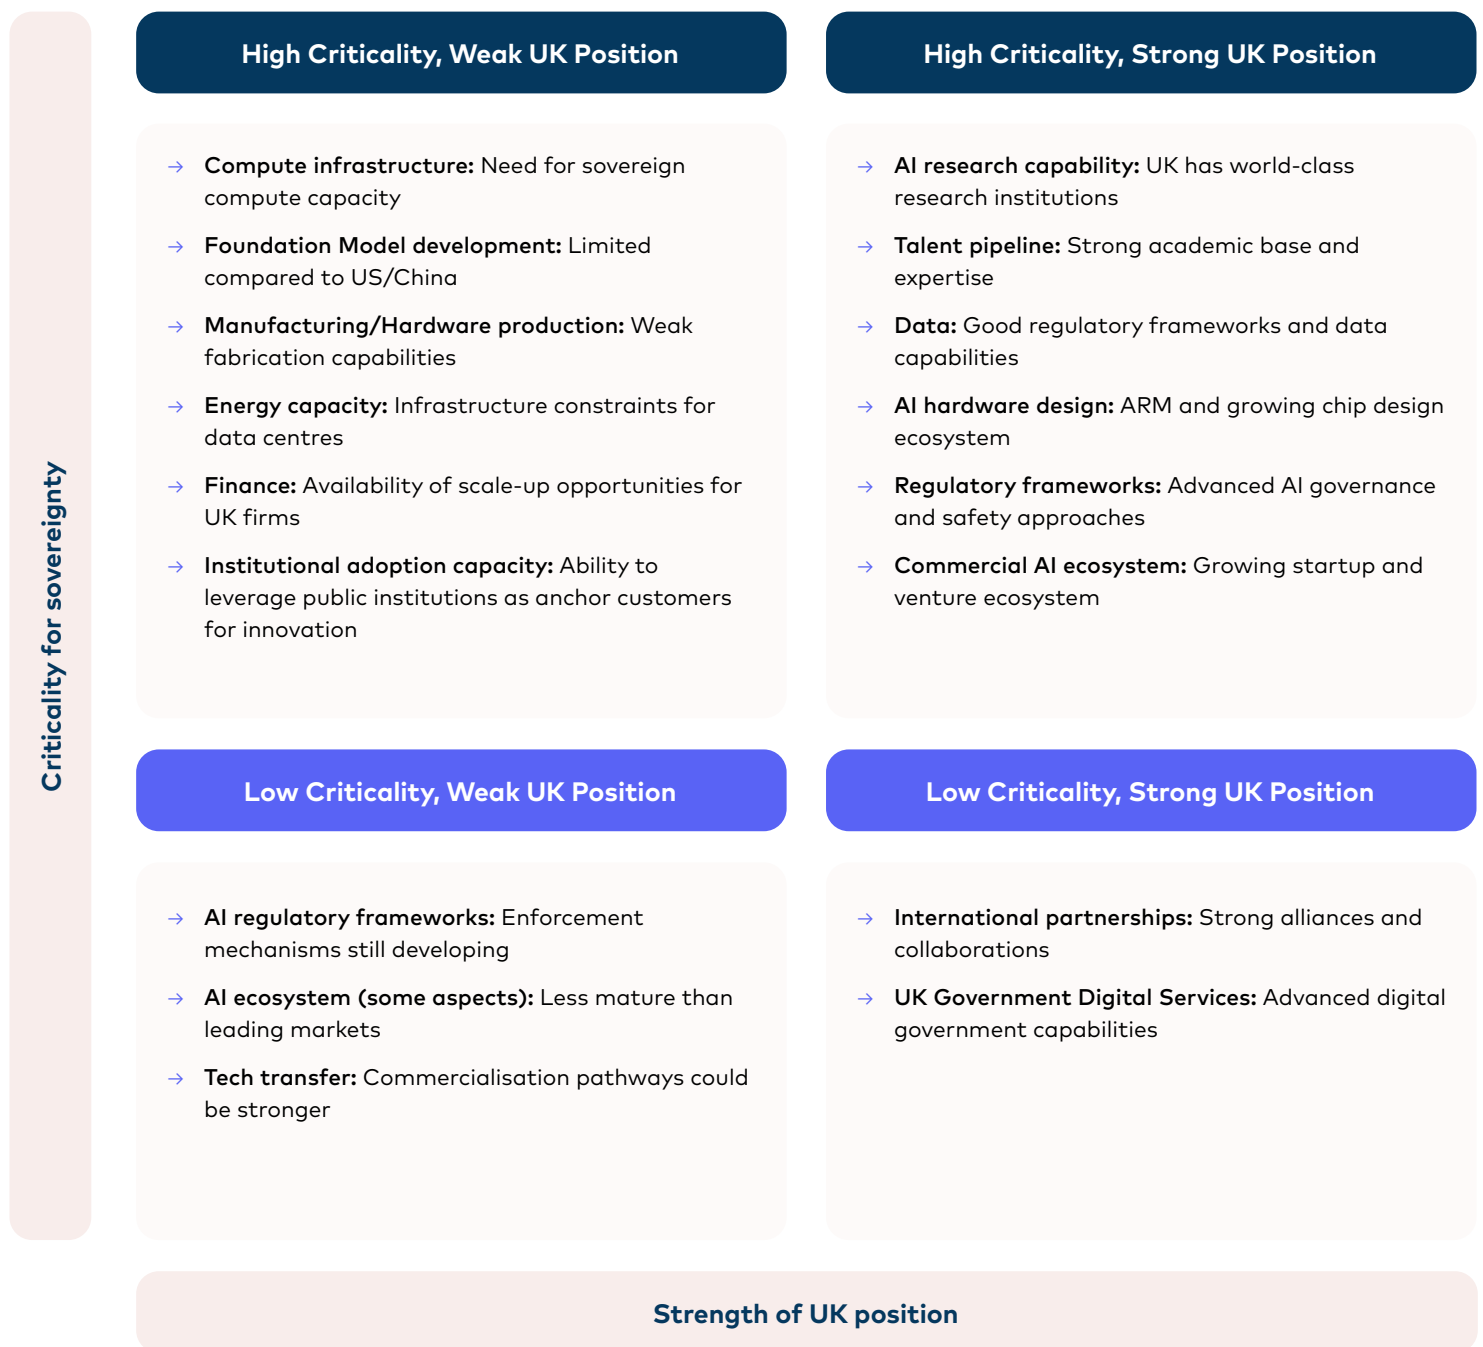 Criticality for sovereignty
High Criticality, Weak UK Position
→ Compute infrastructure: Need for sovereign
compute capacity
→ Foundation Model development: Limited
compared to US/China
→ Manufacturing/Hardware production: Weak
fabrication capabilities
→ Energy capacity: Infrastructure constraints for
data centres
→ Finance: Availability of scale-up opportunities for
UK firms
→ Institutional adoption capacity: Ability to
leverage public institutions as anchor customers
for innovation
High Criticality, Strong UK Position
→ AI research capability: UK has world-class
research institutions
→ Talent pipeline: Strong academic base and
expertise
→ Data: Good regulatory frameworks and data
capabilities
→ AI hardware design: ARM and growing chip design
ecosystem
→ Regulatory frameworks: Advanced AI governance
and safety approaches
→ Commercial AI ecosystem: Growing startup and
venture ecosystem
Low Criticality, Weak UK Position
→ AI regulatory frameworks: Enforcement
mechanisms still developing
→ AI ecosystem (some aspects): Less mature than
leading markets
→ Tech transfer: Commercialisation pathways could
be stronger
Low Criticality, Strong UK Position
→ International partnerships: Strong alliances and
collaborations
→ UK Government Digital Services: Advanced digital
government capabilities
Strength of UK position